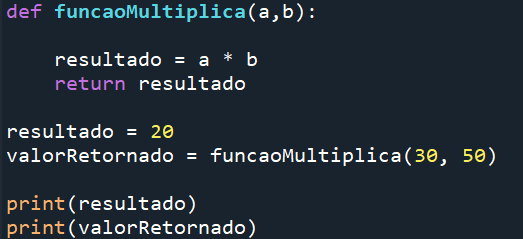 def funcaoMultiplica(a,b):
    resultado = a * b
    return resultado
resultado = 20
valorRetornado = funcaoMultiplica(30, 50)
print(resultado)
print(valorRetornado)